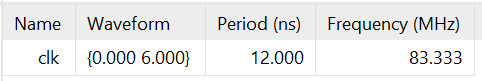 Name Waveform Period (ns) Frequency (MHz)
clk {0.000 6.000} 12.000 83.333